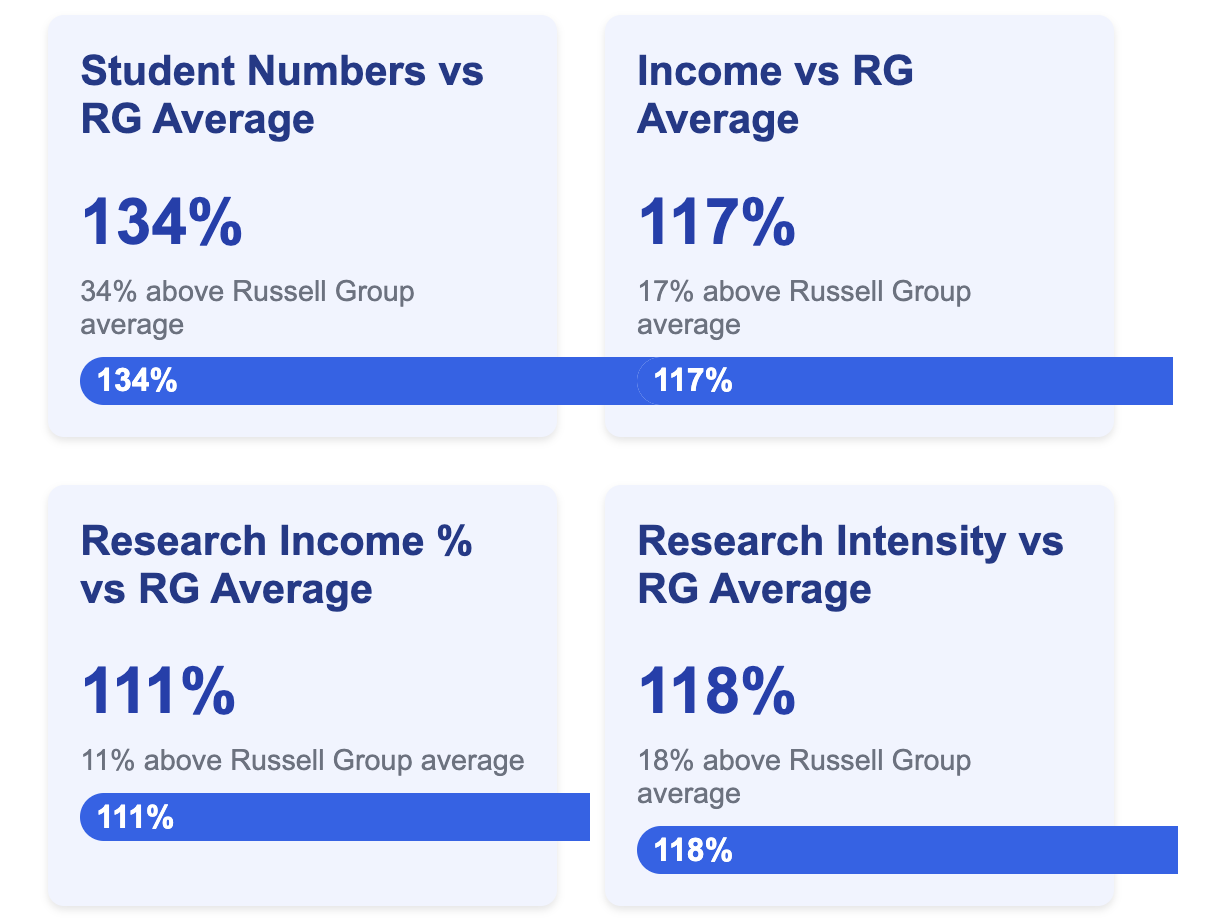 Student Numbers vs
RG Average
134%
34% above Russell Group
average
134%
Income vs RG
Average
117%
17% above Russell Group
average
117%
Research Income %
vs RG Average
111%
11% above Russell Group average
111%
Research Intensity vs
RG Average
118%
18% above Russell Group
average
118%